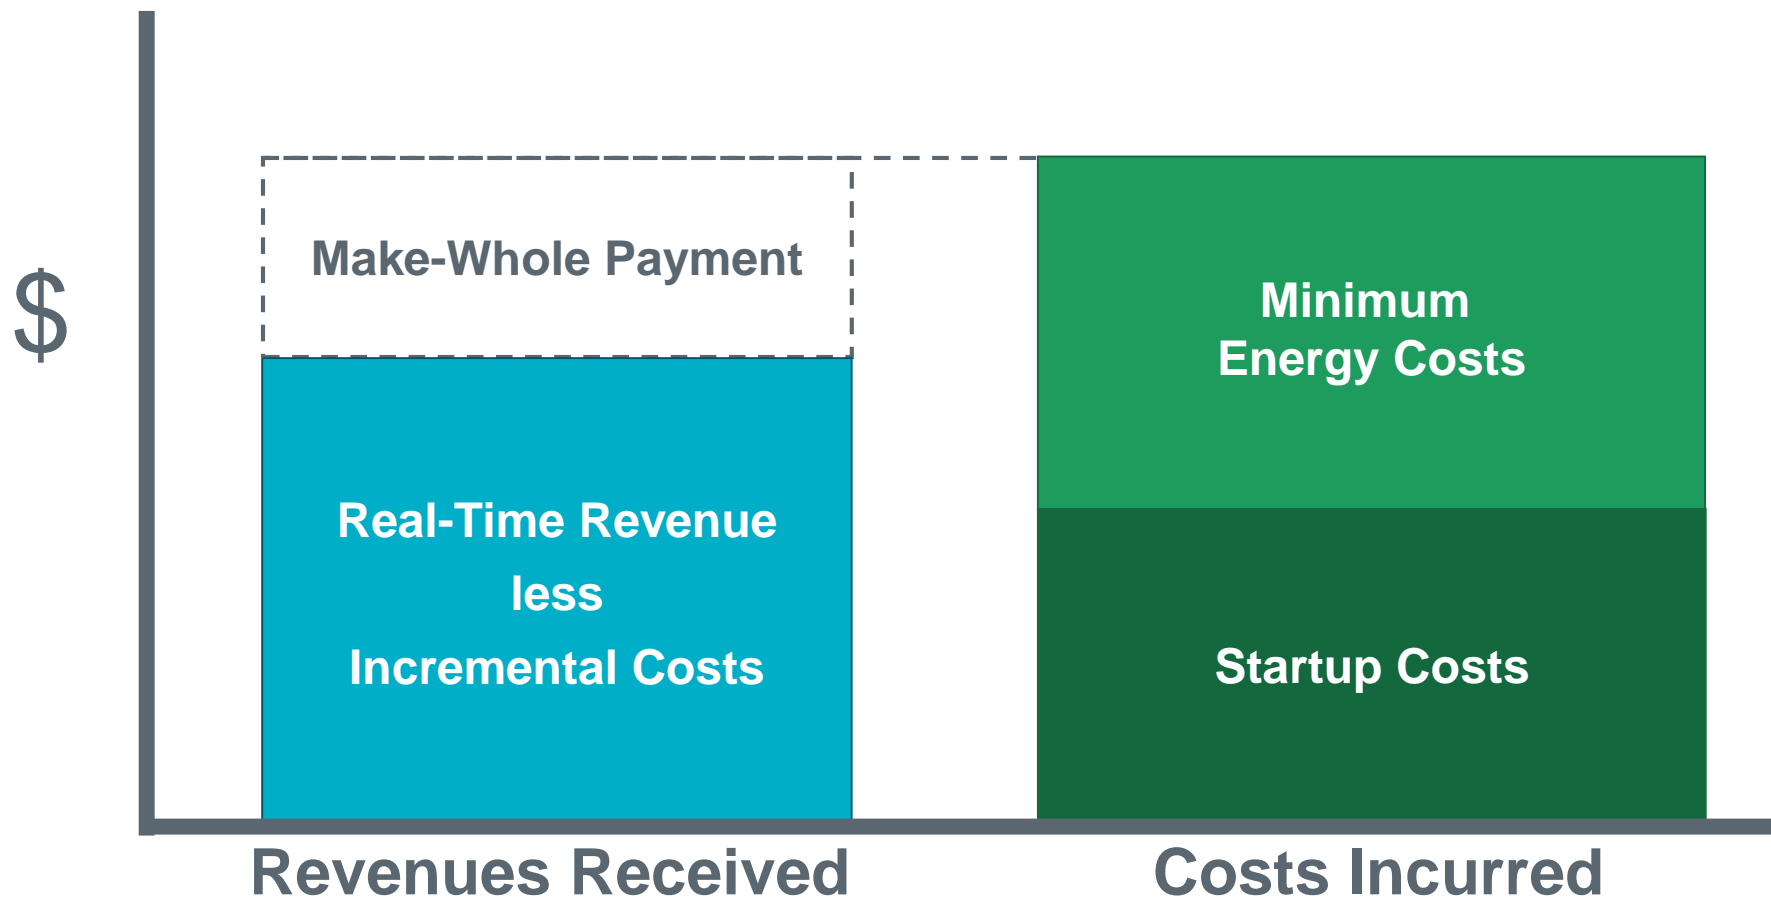 $
Make-Whole Payment
Real-Time Revenue
less
Incremental Costs
Minimum
Energy Costs
Startup Costs
Revenues Received
Costs Incurred